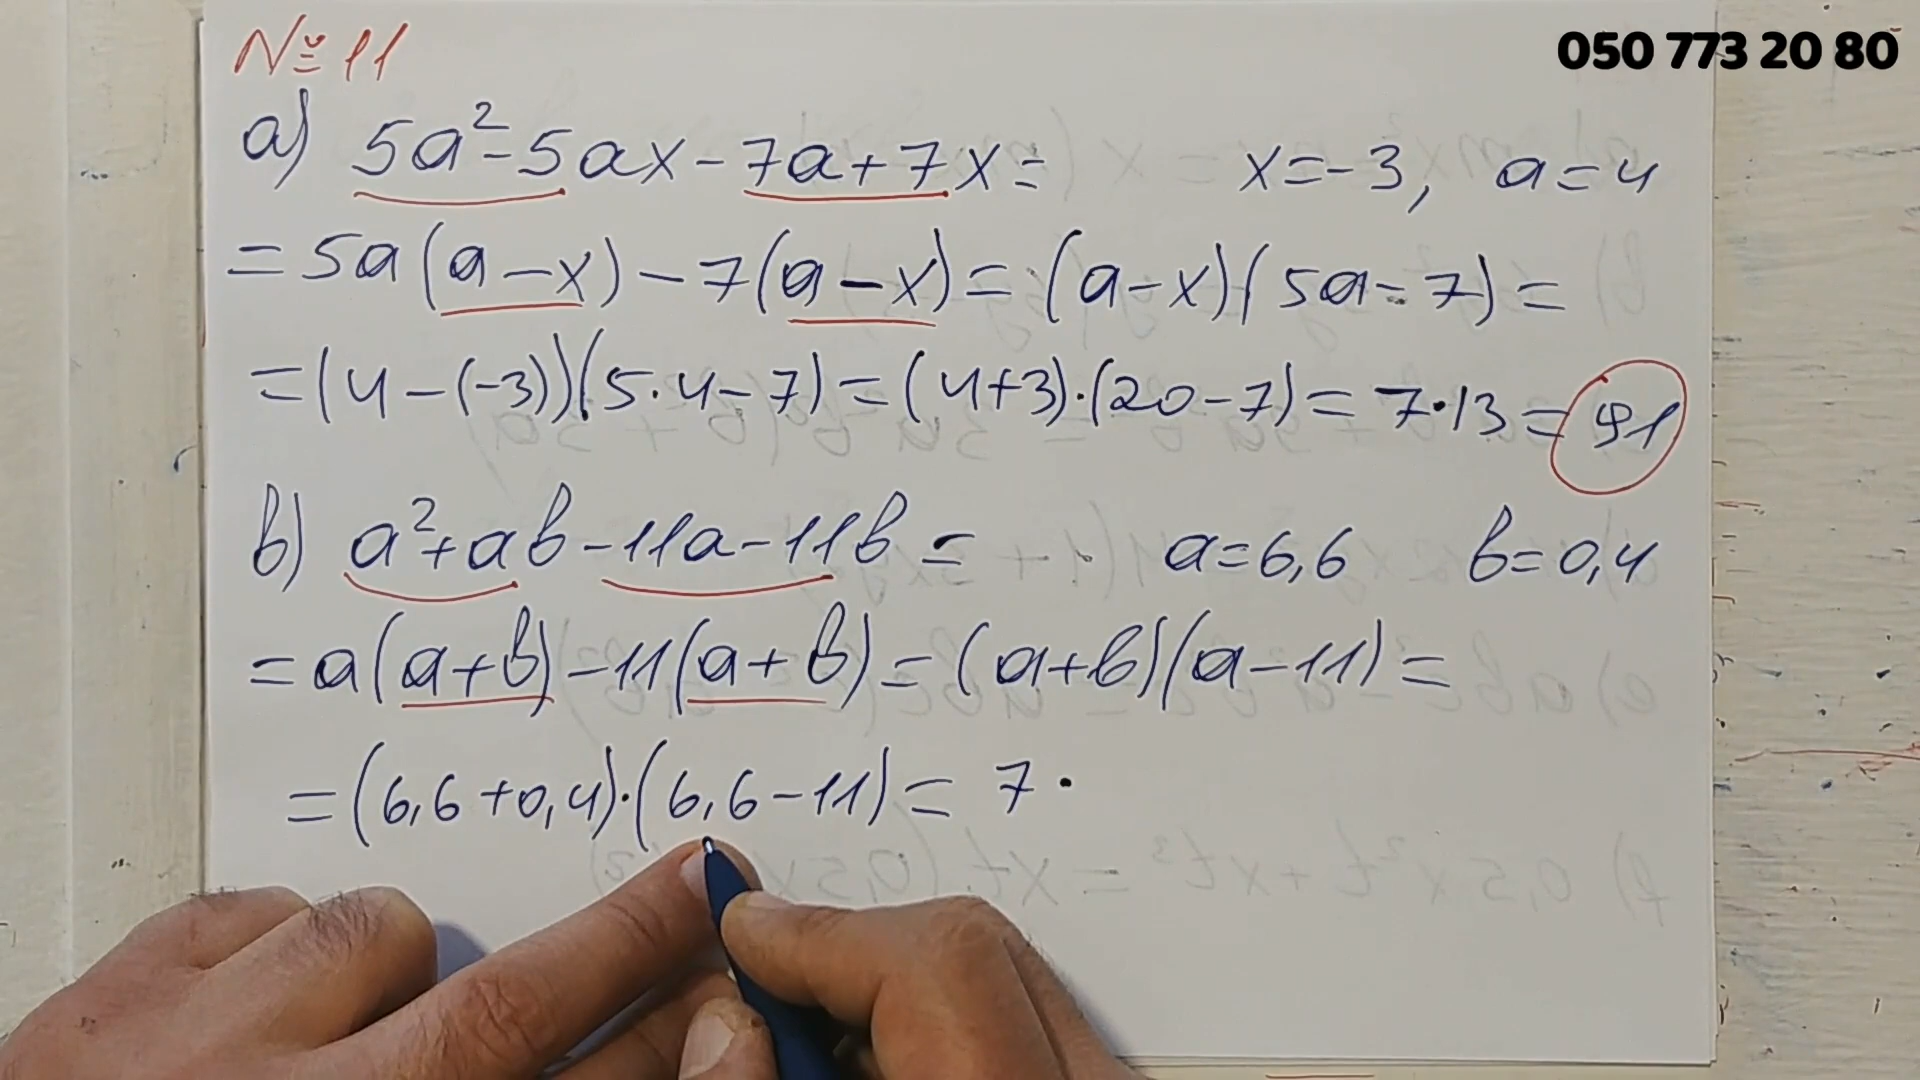 050 773 20 80
№ 11
a) 5a²-5ax-7a+7x= x=-3, a=4
=5a(a-x)-7(a-x)=(a-x)(5a-7)=
=(4-(-3))(5·4-7)=(4+3)·(20-7)=7·13=91
b) a²+ab-11a-11b= a=6,6 b=0,4
=a(a+b)-11(a+b)=(a+b)(a-11)=
=(6,6+0,4)·(6,6-11)=7·